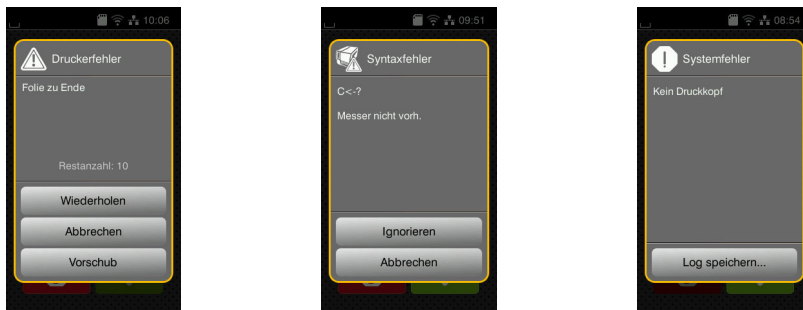 10:06
Druckerfehler
Folie zu Ende
Restanzahl: 10
Wiederholen
Abbrechen
Vorschub
09:51
Syntaxfehler
C<-?
Messer nicht vorh.
Ignorieren
Abbrechen
08:54
Systemfehler
Kein Druckkopf
Log speichern...